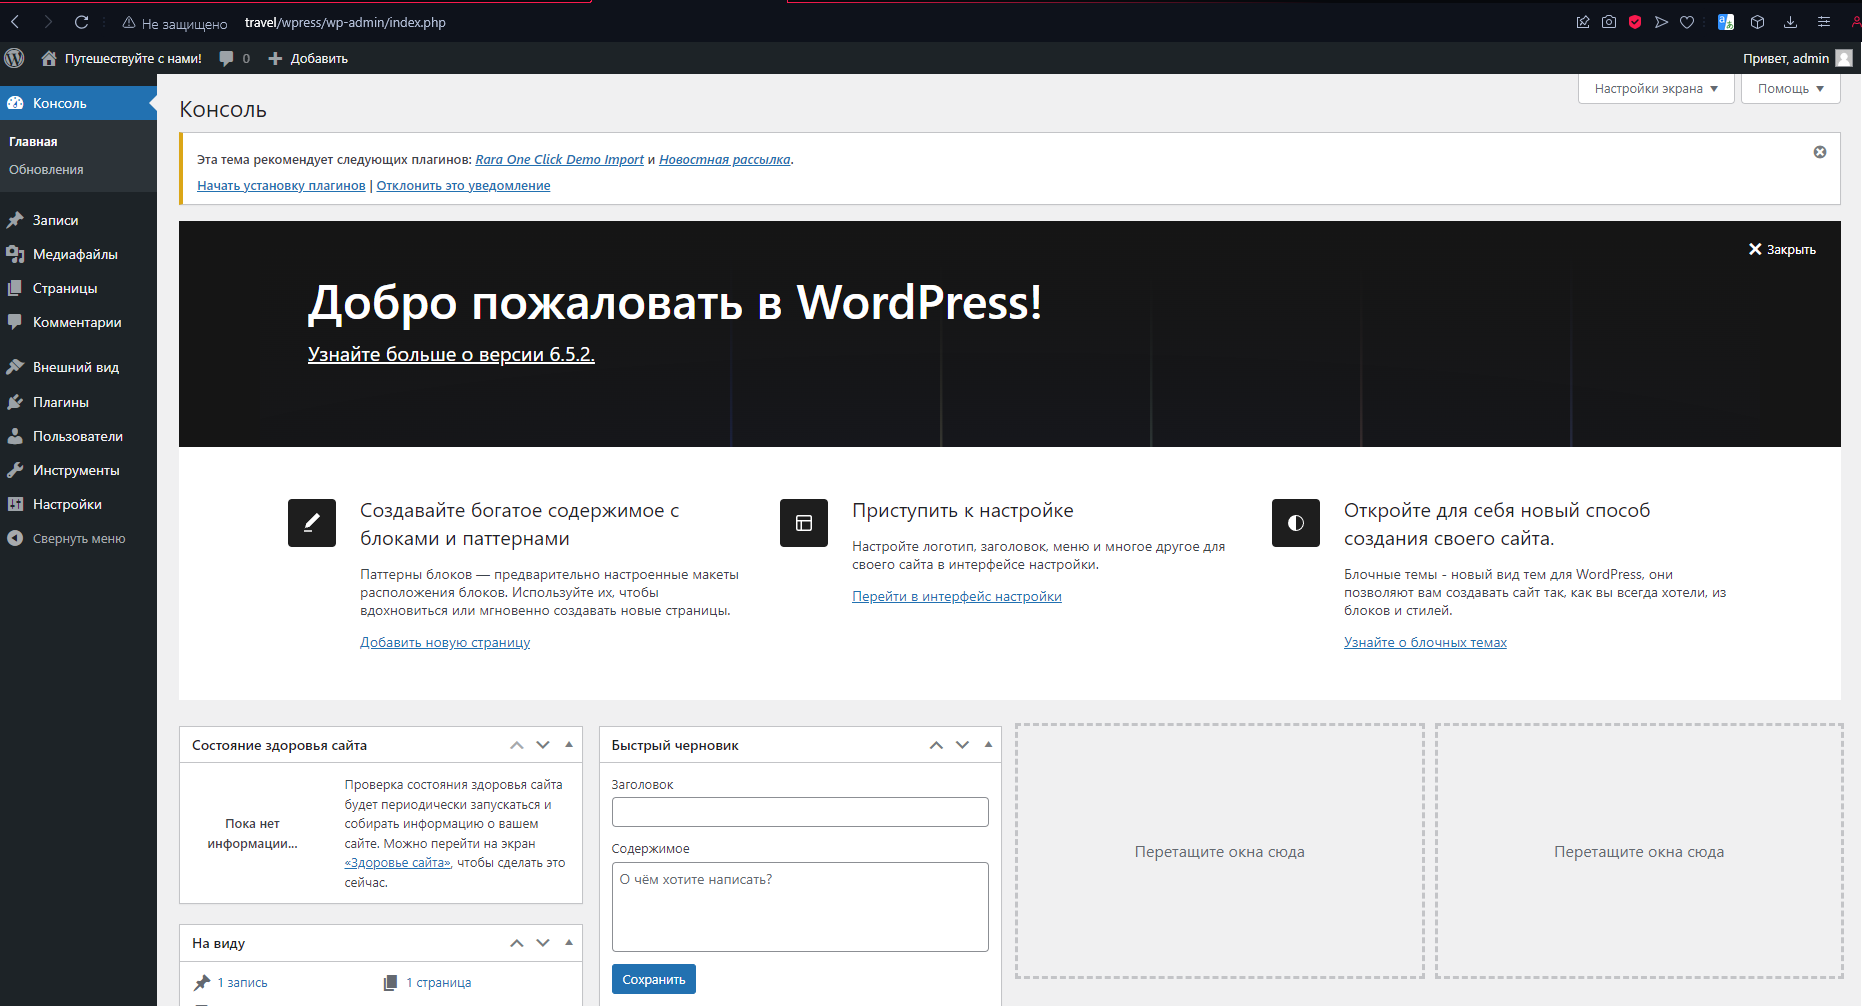 Не защищено travel/wpress/wp-admin/index.php
Путешествуйте с нами! 0 Добавить
Привет, admin
Консоль
Главная
Обновления
Записи
Медиафайлы
Страницы
Комментарии
Внешний вид
Плагины
Пользователи
Инструменты
Настройки
Свернуть меню
Настройки экрана
Помощь
Консоль
Эта тема рекомендует следующих плагинов: Rara One Click Demo Import и Новостная рассылка.
Начать установку плагинов | Отклонить это уведомление
Закрыть
Добро пожаловать в WordPress!
Узнайте больше о версии 6.5.2.
Создавайте богатое содержимое с
блоками и паттернами
Паттерны блоков — предварительно настроенные макеты
расположения блоков. Используйте их, чтобы
вдохновиться или мгновенно создавать новые страницы.
Добавить новую страницу
Приступить к настройке
Настройте логотип, заголовок, меню и многое другое для
своего сайта в интерфейсе настройки.
Перейти в интерфейс настройки
Откройте для себя новый способ
создания своего сайта.
Блочные темы - новый вид тем для WordPress, они
позволяют вам создавать сайт так, как вы всегда хотели, из
блоков и стилей.
Узнайте о блочных темах
Состояние здоровья сайта
Пока нет
информации...
Проверка состояния здоровья сайта
будет периодически запускаться и
собирать информацию о вашем
сайте. Можно перейти на экран
«Здоровье сайта», чтобы сделать это
сейчас.
На виду
1 запись
1 страница
Быстрый черновик
Заголовок
Содержимое
О чём хотите написать?
Сохранить
Перетащите окна сюда
Перетащите окна сюда